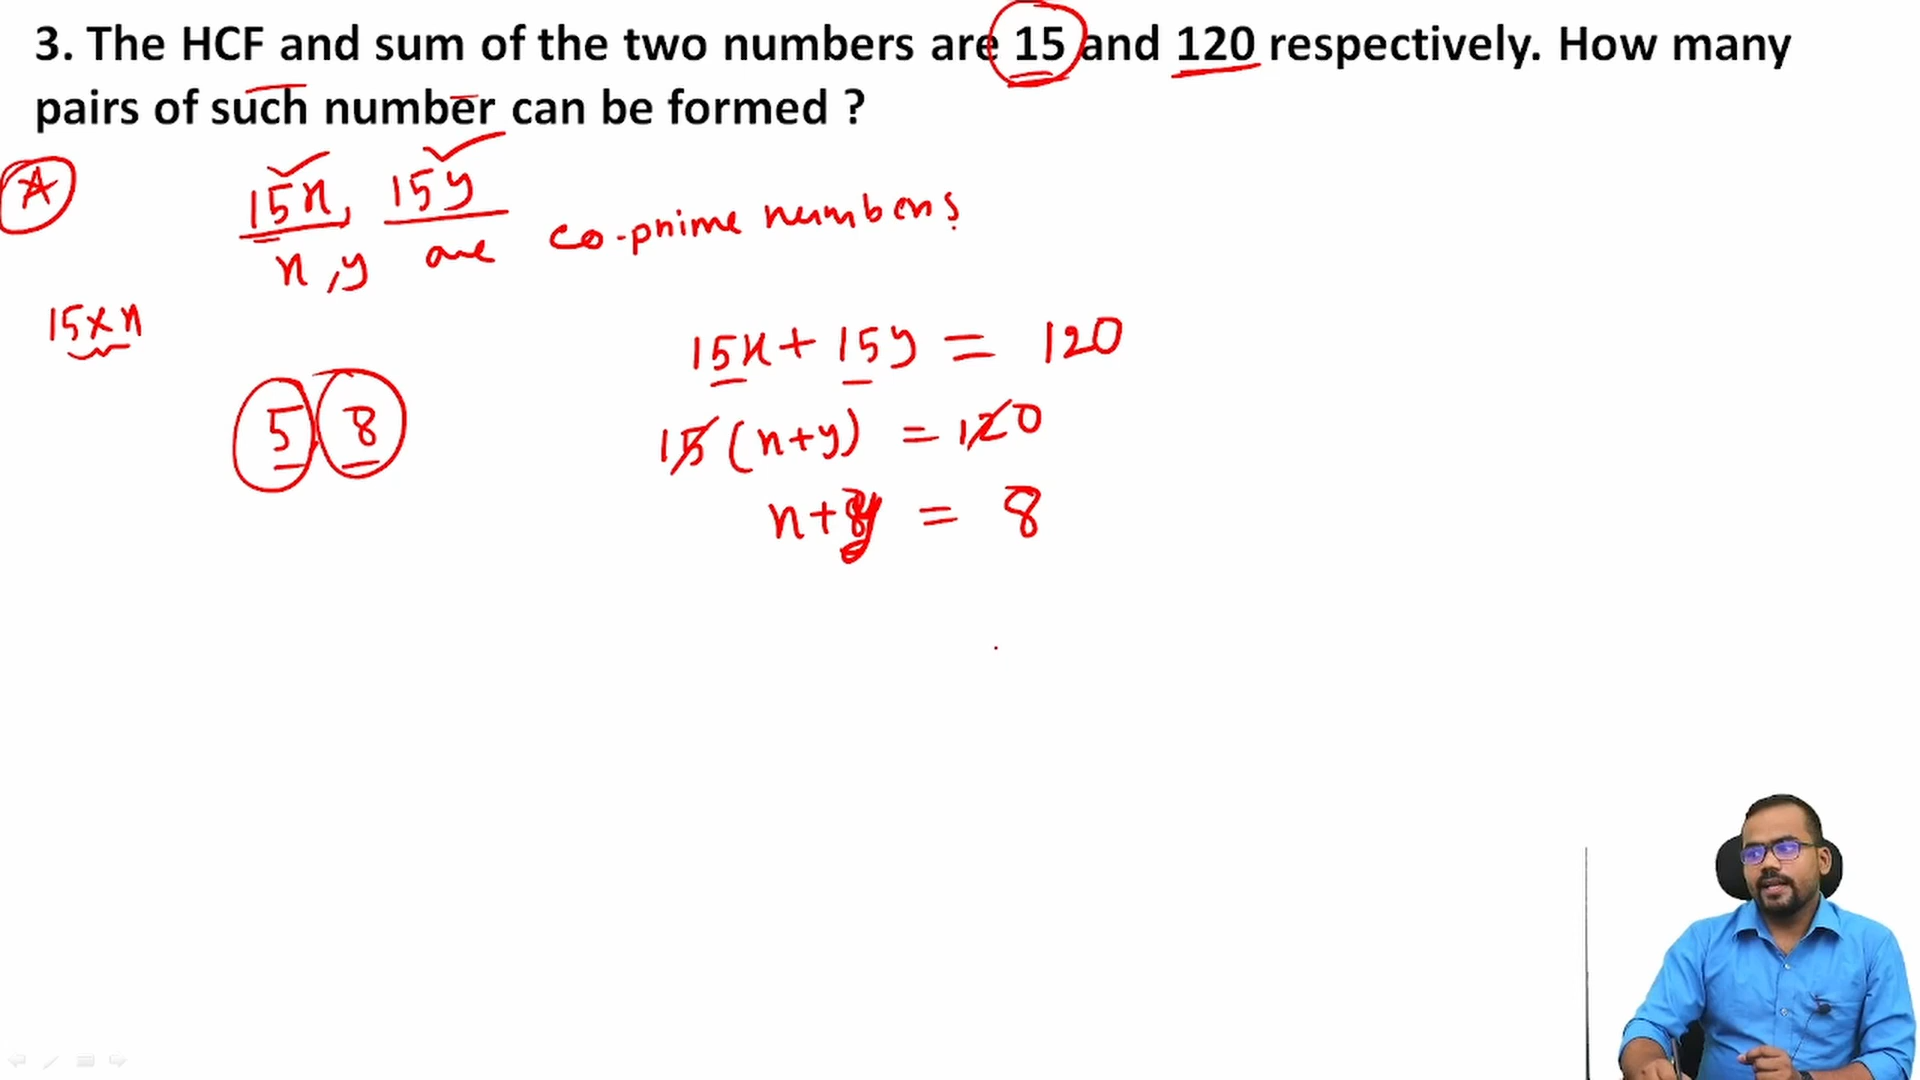 3. The HCF and sum of the two numbers are 15 and 120 respectively. How many
pairs of such number can be formed ?
A
15x, 15y
x, y are co-prime numbers
15×x
15x + 15y = 120
5, 8
15 (x+y) = 120
x+y = 8